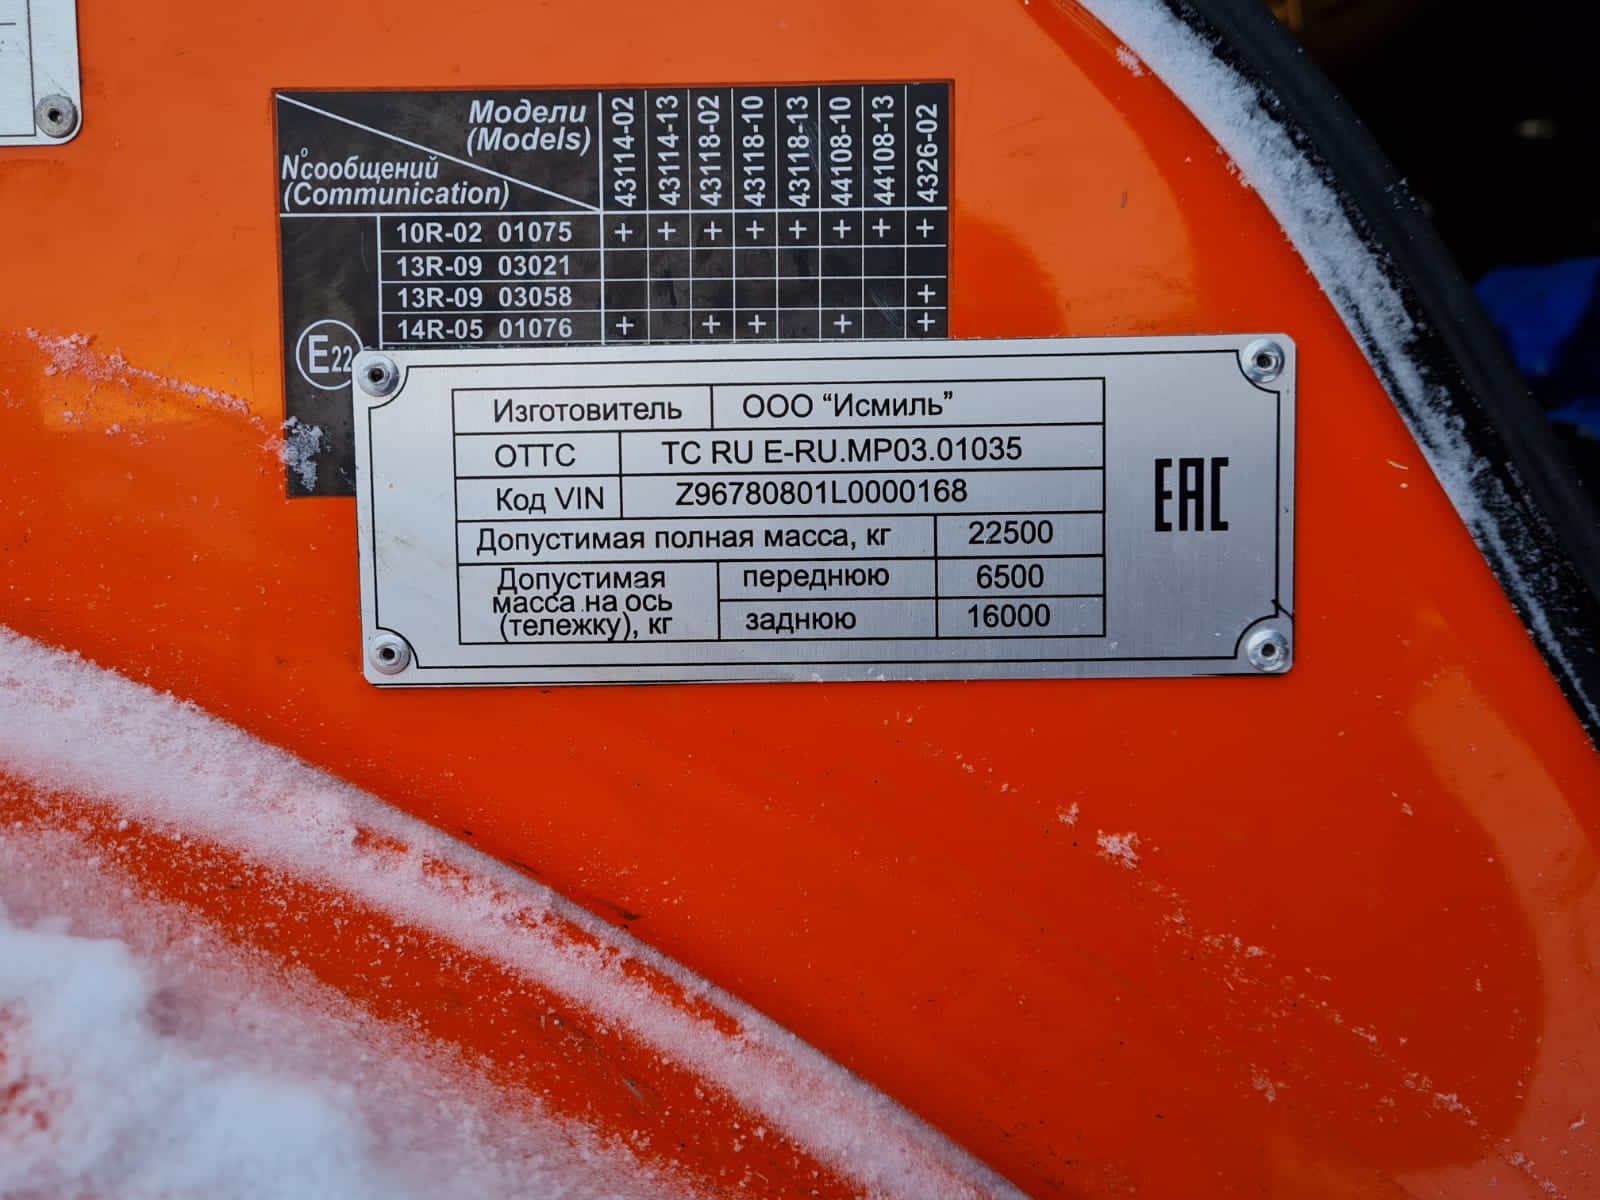 Модели
(Models)
43114-02 43114-13 43118-02 43118-10 43118-13 44108-10 44108-13 4326-02
N°сообщений
(Communication)
10R-02 01075 + + + + + + + +
13R-09 03021
13R-09 03058 +
14R-05 01076 + + + + +
E22
Изготовитель ООО “Исмиль”
ОТТС ТС RU E-RU.МР03.01035
Код VIN Z96780801L0000168
Допустимая полная масса, кг 22500
Допустимая
масса на ось
(тележку), кг
переднюю 6500
заднюю 16000
EAC